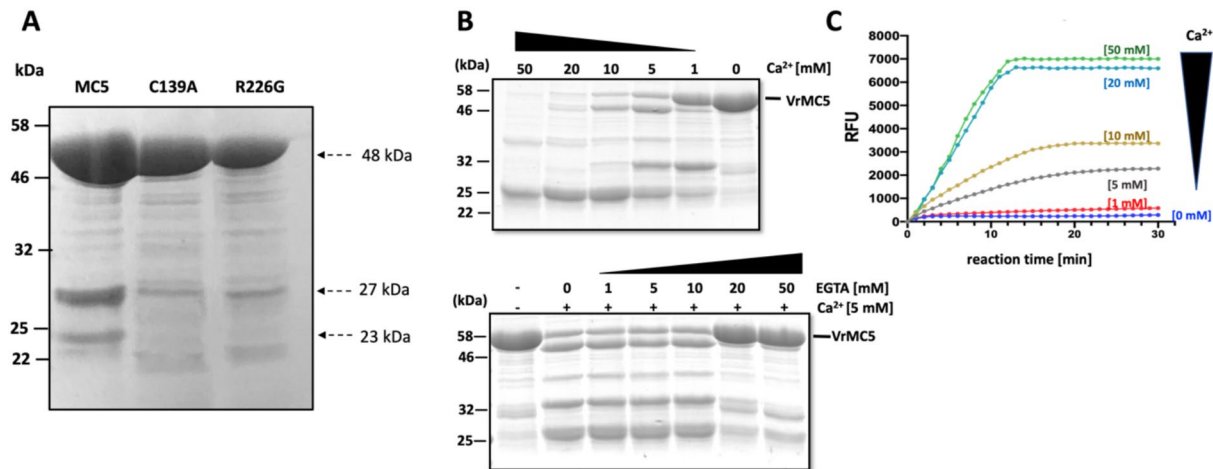 A
kDa
MC5 C139A R226G
58
46
32
25
22
48 kDa
27 kDa
23 kDa
B
(kDa)
50 20 10 5 1 0 Ca²⁺ [mM]
58
46
32
25
22
VrMC5
- 0 1 5 10 20 50 EGTA [mM]
(kDa)
- + + + + + + Ca²⁺ [5 mM]
58
46
32
25
VrMC5
C
8000
7000
6000
5000
4000
3000
2000
1000
0
RFU
0 10 20 30
reaction time [min]
[50 mM]
[20 mM]
[10 mM]
[5 mM]
[1 mM]
[0 mM]
Ca²⁺